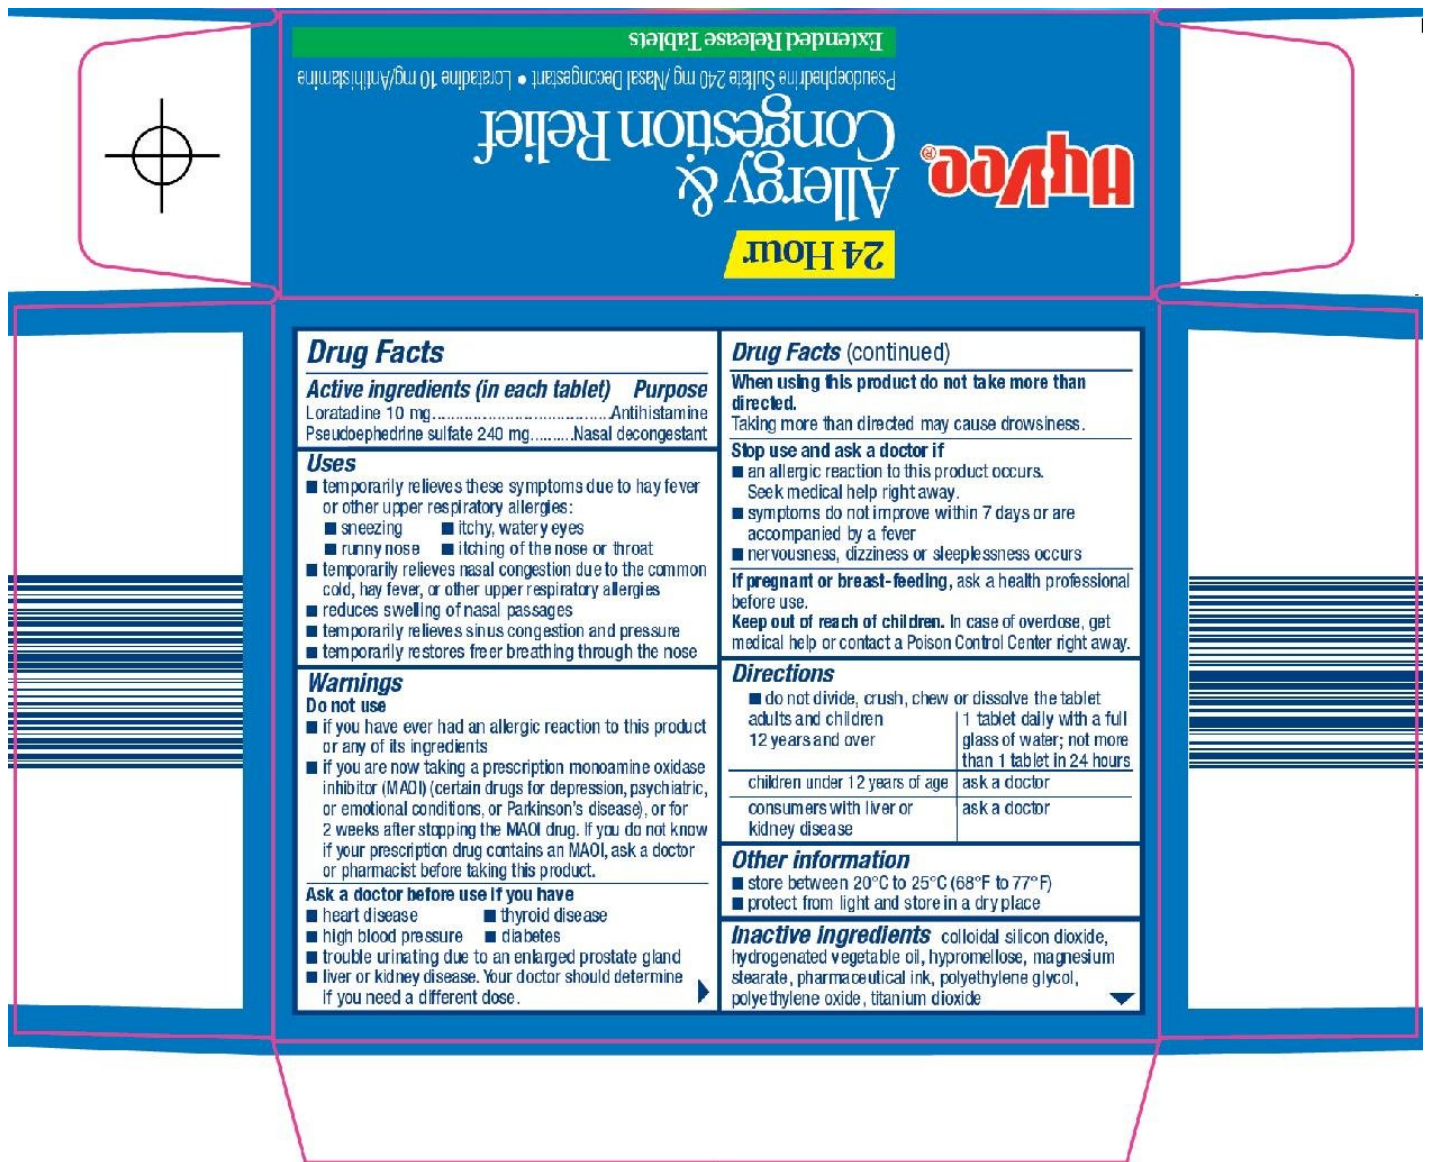 24 Hour
Allergy &
Congestion Relief
HyVee®
Pseudoephedrine Sulfate 240 mg /Nasal Decongestant • Loratadine 10 mg/Antihistamine
Extended Release Tablets
Drug Facts
Active ingredients (in each tablet) Purpose
Loratadine 10 mg.......................................Antihistamine
Pseudoephedrine sulfate 240 mg..........Nasal decongestant
Uses
■ temporarily relieves these symptoms due to hay fever
or other upper respiratory allergies:
■ sneezing ■ itchy, watery eyes
■ runny nose ■ itching of the nose or throat
■ temporarily relieves nasal congestion due to the common
cold, hay fever, or other upper respiratory allergies
■ reduces swelling of nasal passages
■ temporarily relieves sinus congestion and pressure
■ temporarily restores freer breathing through the nose
Warnings
Do not use
■ if you have ever had an allergic reaction to this product
or any of its ingredients
■ if you are now taking a prescription monoamine oxidase
inhibitor (MAOI) (certain drugs for depression, psychiatric,
or emotional conditions, or Parkinson's disease), or for
2 weeks after stopping the MAOI drug. If you do not know
if your prescription drug contains an MAOI, ask a doctor
or pharmacist before taking this product.
Ask a doctor before use if you have
■ heart disease ■ thyroid disease
■ high blood pressure ■ diabetes
■ trouble urinating due to an enlarged prostate gland
■ liver or kidney disease. Your doctor should determine
if you need a different dose.
Drug Facts (continued)
When using this product do not take more than
directed.
Taking more than directed may cause drowsiness.
Stop use and ask a doctor if
■ an allergic reaction to this product occurs.
Seek medical help right away.
■ symptoms do not improve within 7 days or are
accompanied by a fever
■ nervousness, dizziness or sleeplessness occurs
If pregnant or breast-feeding, ask a health professional
before use.
Keep out of reach of children. In case of overdose, get
medical help or contact a Poison Control Center right away.
Directions
■ do not divide, crush, chew or dissolve the tablet
adults and children 1 tablet daily with a full
12 years and over glass of water; not more
than 1 tablet in 24 hours
children under 12 years of age ask a doctor
consumers with liver or ask a doctor
kidney disease
Other information
■ store between 20°C to 25°C (68°F to 77°F)
■ protect from light and store in a dry place
Inactive ingredients colloidal silicon dioxide,
hydrogenated vegetable oil, hypromellose, magnesium
stearate, pharmaceutical ink, polyethylene glycol,
polyethylene oxide, titanium dioxide